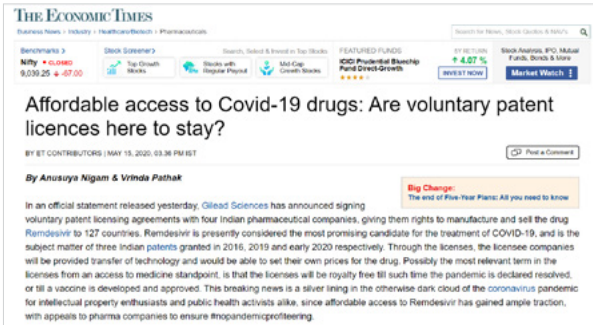 THE ECONOMIC TIMES
Business News › Industry › Healthcare/Biotech › Pharmaceuticals
Search for News, Stock Quotes & NAV's
Benchmarks >
Nifty CLOSED
9,039.25 -67.00
Stock Screener>
Search, Select & Invest in Top Stocks
Top Growth
Stocks
Stocks with
Regular Payout
Mid-Cap
Growth Stocks
FEATURED FUNDS
ICICI Prudential Bluechip
Fund Direct-Growth
5Y RETURN
4.07 %
INVEST NOW
Stock Analysis, IPO, Mutual
Funds, Bonds & More
Market Watch
Affordable access to Covid-19 drugs: Are voluntary patent
licences here to stay?
BY ET CONTRIBUTORS | MAY 15, 2020, 03.36 PM IST
Post a Comment
By Anusuya Nigam & Vrinda Pathak
Big Change:
The end of Five-Year Plans: All you need to know
In an official statement released yesterday, Gilead Sciences has announced signing
voluntary patent licensing agreements with four Indian pharmaceutical companies, giving them rights to manufacture and sell the drug
Remdesivir to 127 countries. Remdesivir is presently considered the most promising candidate for the treatment of COVID-19, and is the
subject matter of three Indian patents granted in 2016, 2019 and early 2020 respectively. Through the licenses, the licensee companies
will be provided transfer of technology and would be able to set their own prices for the drug. Possibly the most relevant term in the
licenses from an access to medicine standpoint, is that the licenses will be royalty free till such time the pandemic is declared resolved,
or till a vaccine is developed and approved. This breaking news is a silver lining in the otherwise dark cloud of the coronavirus pandemic
for intellectual property enthusiasts and public health activists alike, since affordable access to Remdesivir has gained ample traction,
with appeals to pharma companies to ensure #nopandemicprofiteering.